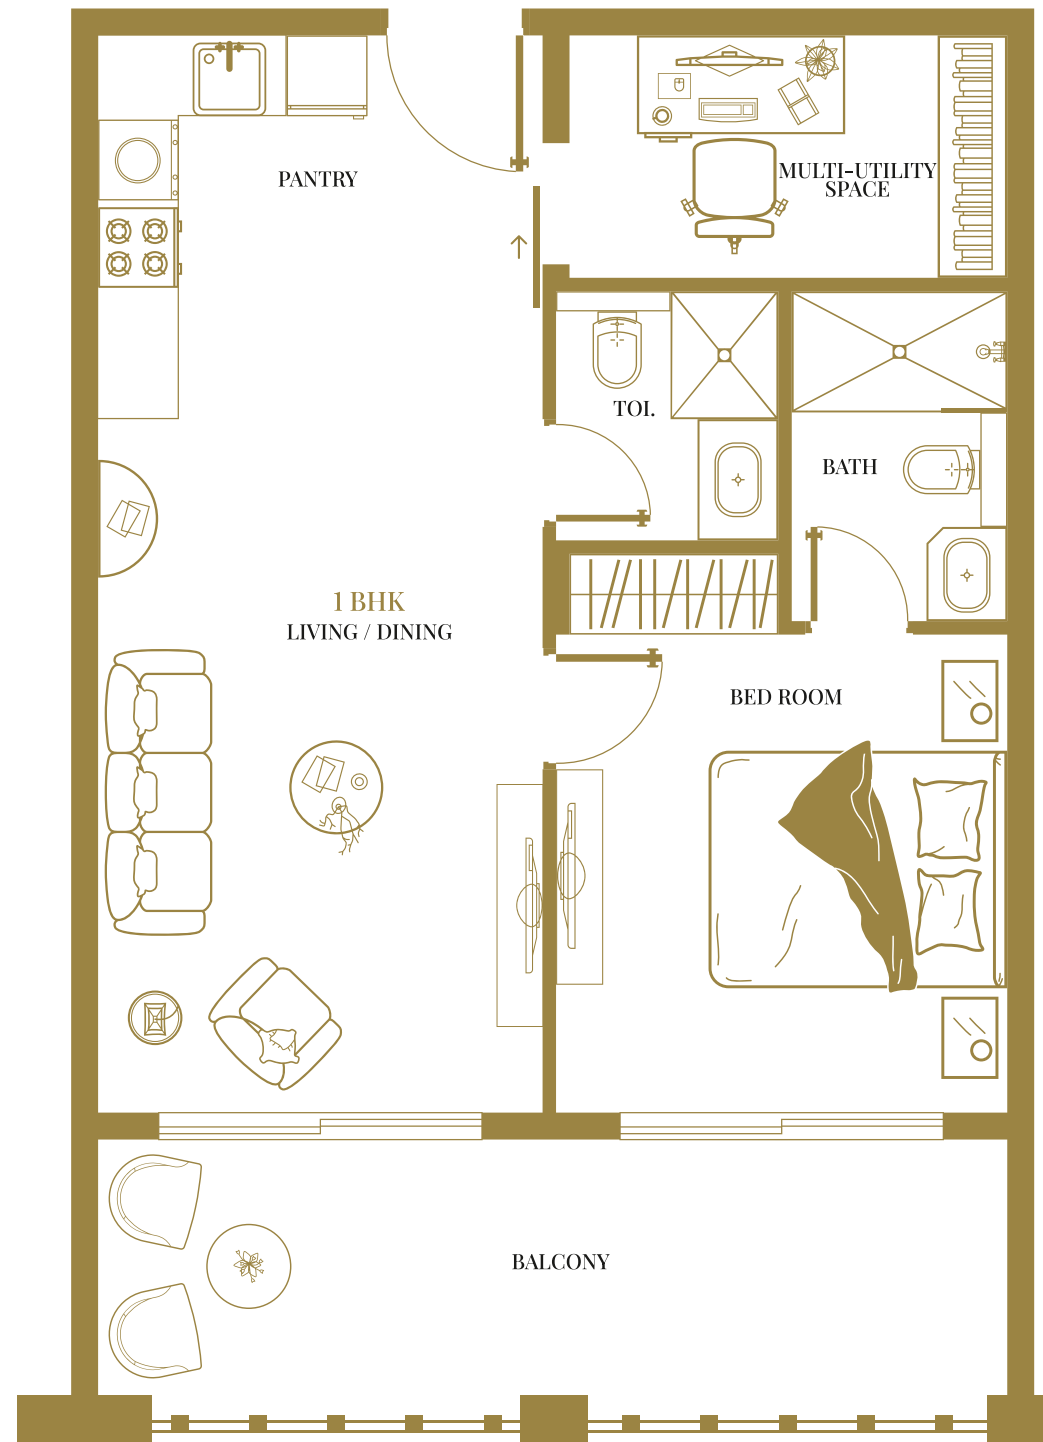 PANTRY
MULTI-UTILITY
SPACE
TOI.
BATH
1 BHK
LIVING / DINING
BED ROOM
BALCONY